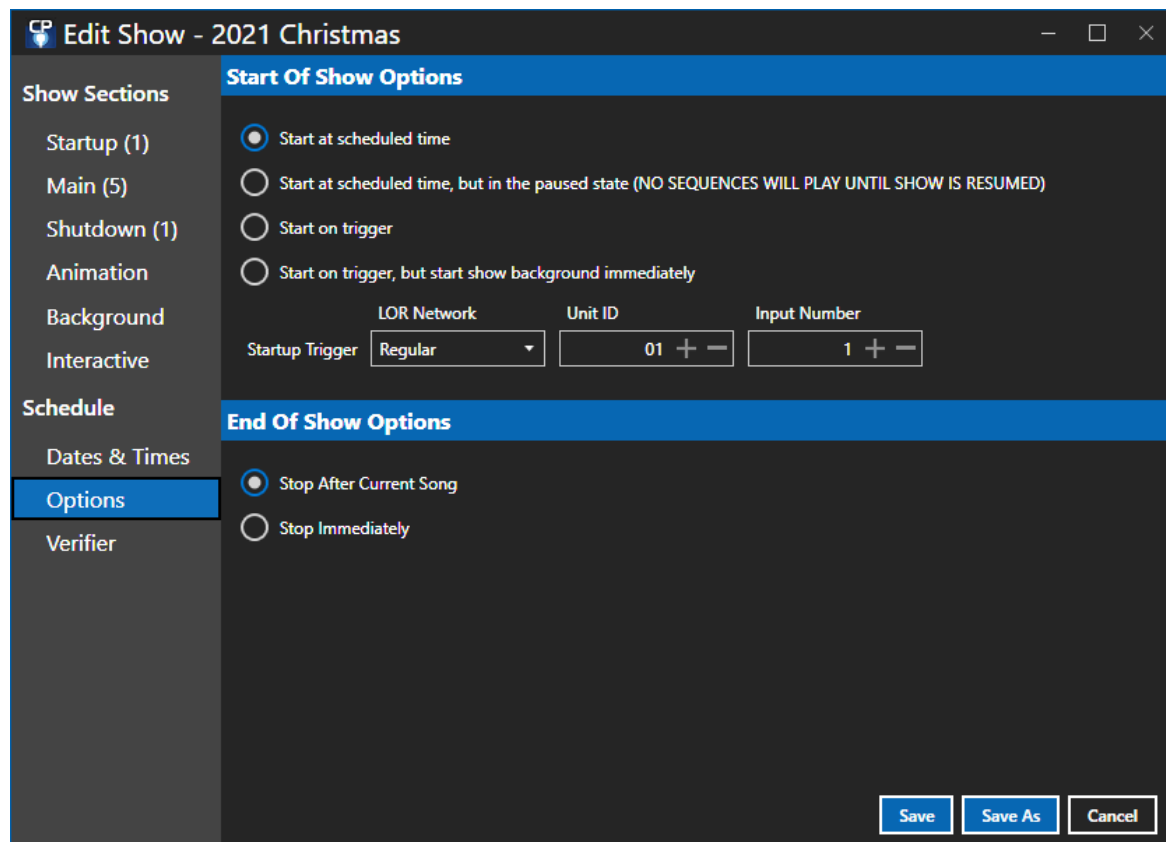 CP Edit Show - 2021 Christmas
Show Sections
Startup (1)
Main (5)
Shutdown (1)
Animation
Background
Interactive
Schedule
Dates & Times
Options
Verifier
Start Of Show Options
Start at scheduled time
Start at scheduled time, but in the paused state (NO SEQUENCES WILL PLAY UNTIL SHOW IS RESUMED)
Start on trigger
Start on trigger, but start show background immediately
LOR Network Unit ID Input Number
Startup Trigger Regular 01 1
End Of Show Options
Stop After Current Song
Stop Immediately
Save Save As Cancel